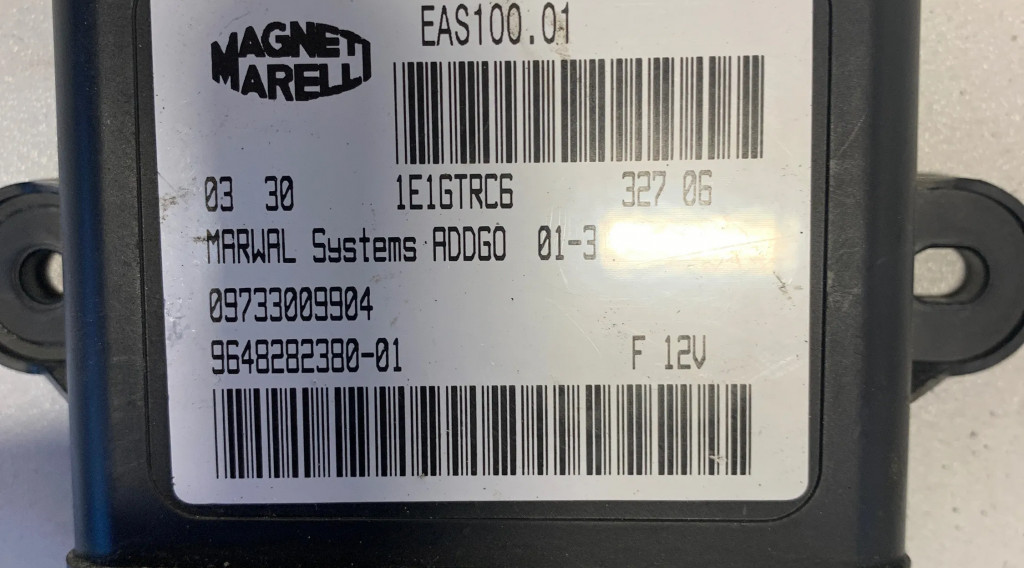 MAGNETI
MARELLI
EAS100.01
03 30 1E1GTRC6 327 06
MARWAL Systems ADDGO 01-3
09733009904
9648282380-01 F 12V